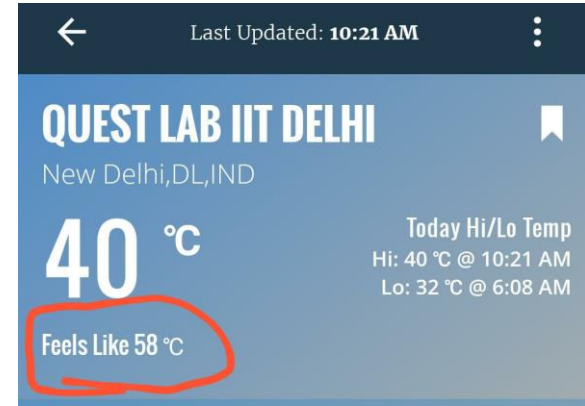 Last Updated: 10:21 AM
QUEST LAB IIT DELHI
New Delhi,DL,IND
40 °C
Feels Like 58 °C
Today Hi/Lo Temp
Hi: 40 °C @ 10:21 AM
Lo: 32 °C @ 6:08 AM